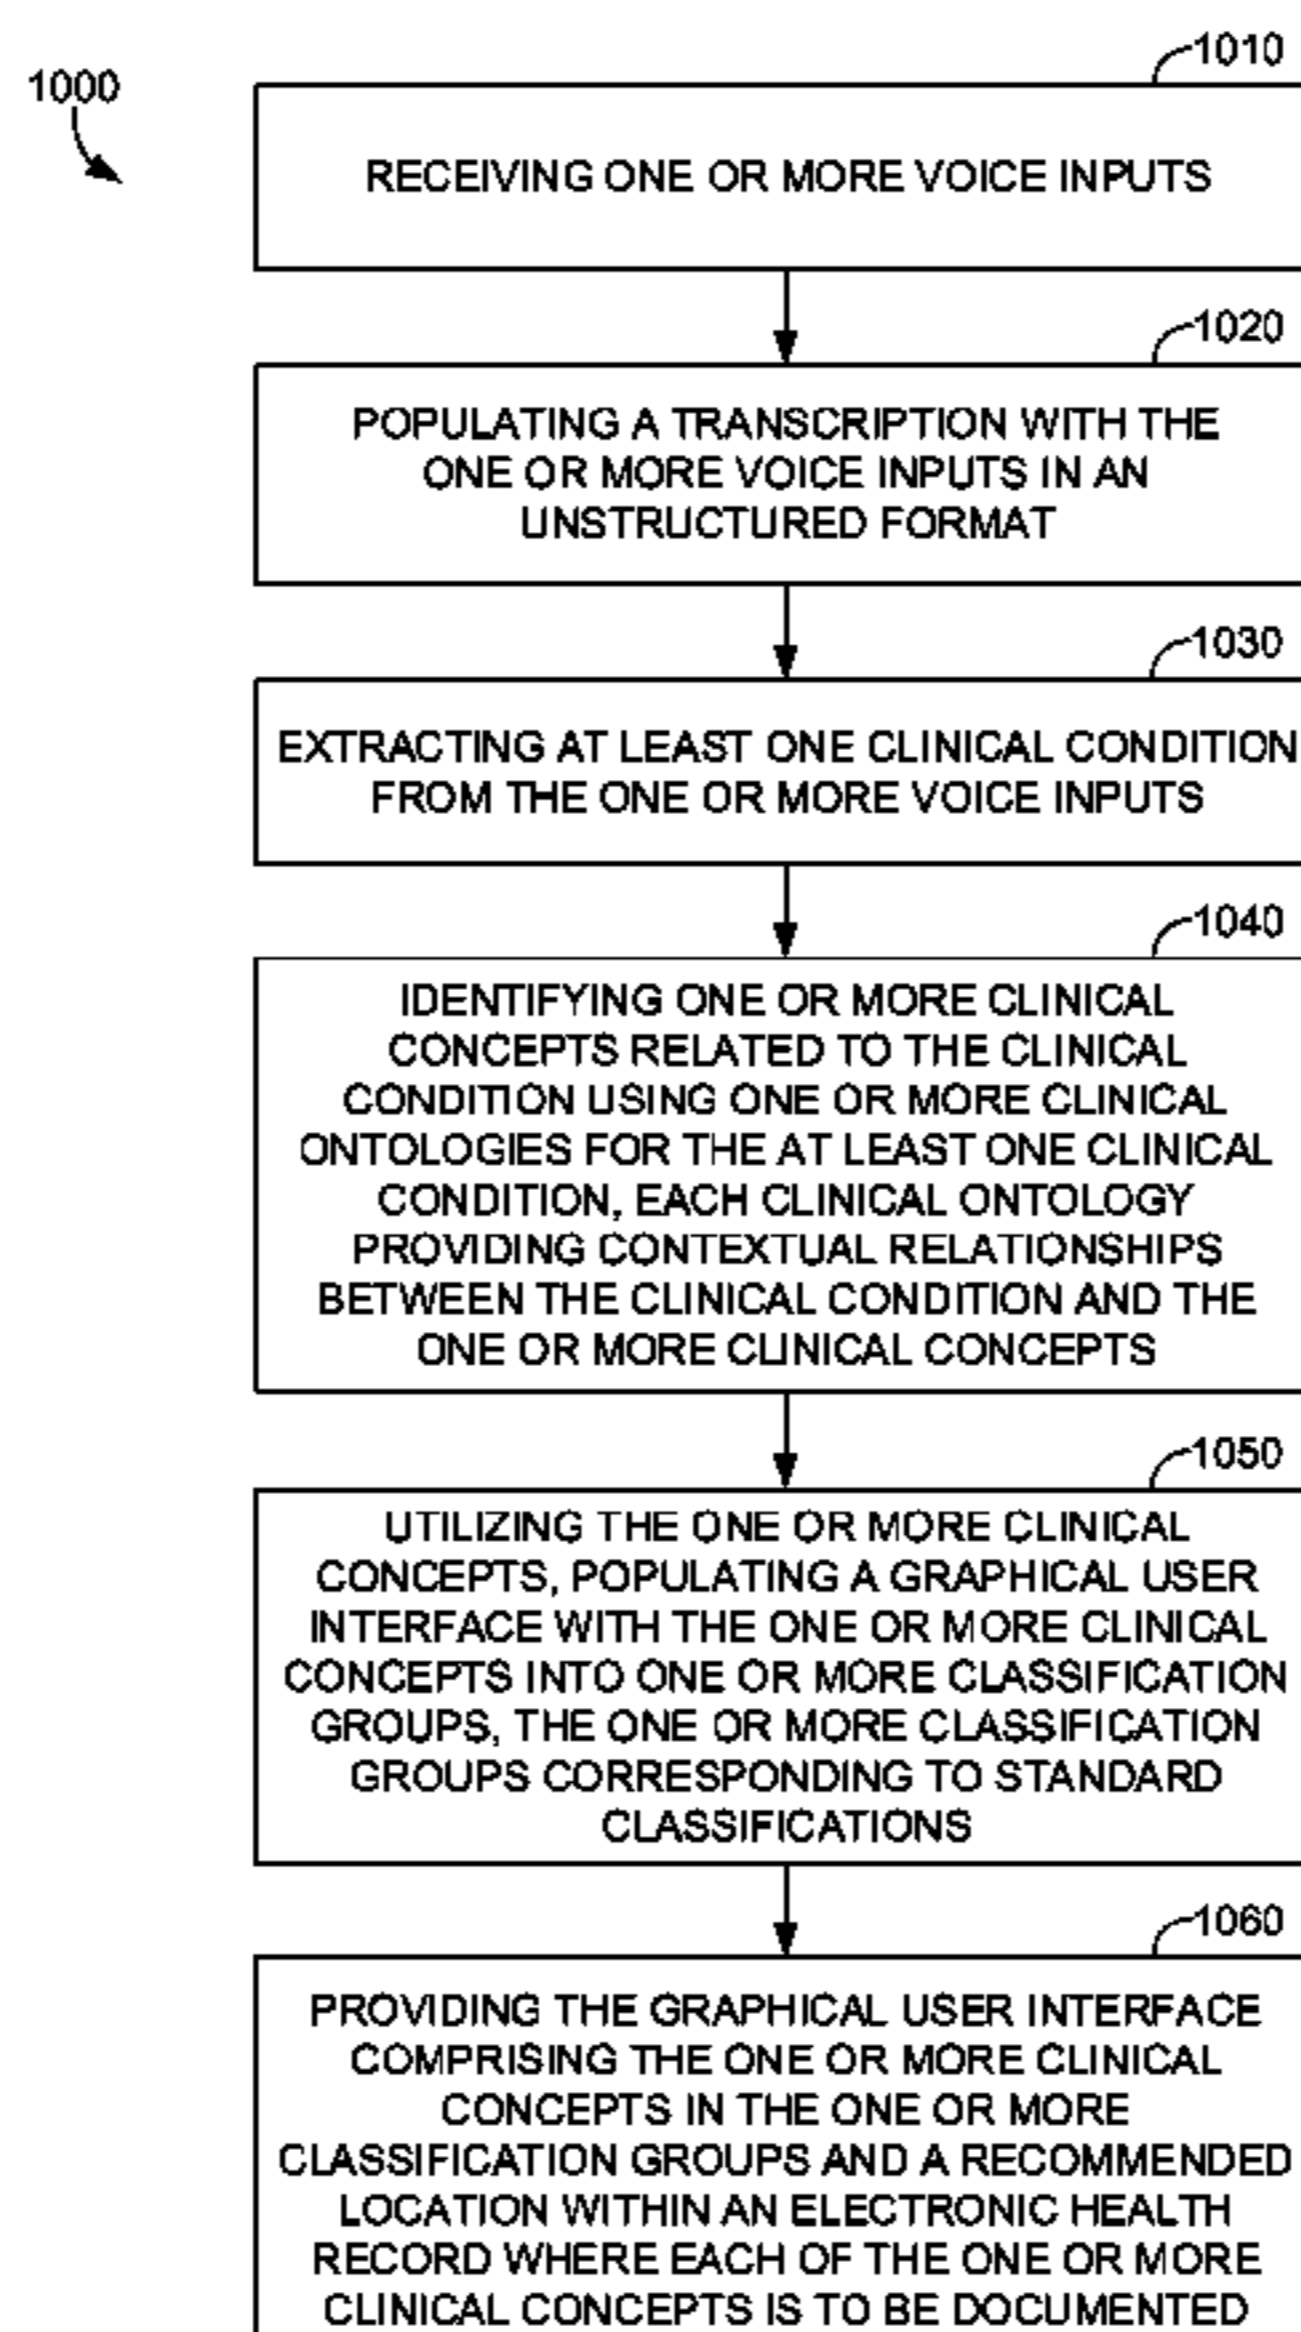 1010
1000
RECEIVING ONE OR MORE VOICE INPUTS
1020
POPULATING A TRANSCRIPTION WITH THE
ONE OR MORE VOICE INPUTS IN AN
UNSTRUCTURED FORMAT
1030
EXTRACTING AT LEAST ONE CLINICAL CONDITION
FROM THE ONE OR MORE VOICE INPUTS
1040
IDENTIFYING ONE OR MORE CLINICAL
CONCEPTS RELATED TO THE CLINICAL
CONDITION USING ONE OR MORE CLINICAL
ONTOLOGIES FOR THE AT LEAST ONE CLINICAL
CONDITION, EACH CLINICAL ONTOLOGY
PROVIDING CONTEXTUAL RELATIONSHIPS
BETWEEN THE CLINICAL CONDITION AND THE
ONE OR MORE CLINICAL CONCEPTS
1050
UTILIZING THE ONE OR MORE CLINICAL
CONCEPTS, POPULATING A GRAPHICAL USER
INTERFACE WITH THE ONE OR MORE CLINICAL
CONCEPTS INTO ONE OR MORE CLASSIFICATION
GROUPS, THE ONE OR MORE CLASSIFICATION
GROUPS CORRESPONDING TO STANDARD
CLASSIFICATIONS
1060
PROVIDING THE GRAPHICAL USER INTERFACE
COMPRISING THE ONE OR MORE CLINICAL
CONCEPTS IN THE ONE OR MORE
CLASSIFICATION GROUPS AND A RECOMMENDED
LOCATION WITHIN AN ELECTRONIC HEALTH
RECORD WHERE EACH OF THE ONE OR MORE
CLINICAL CONCEPTS IS TO BE DOCUMENTED